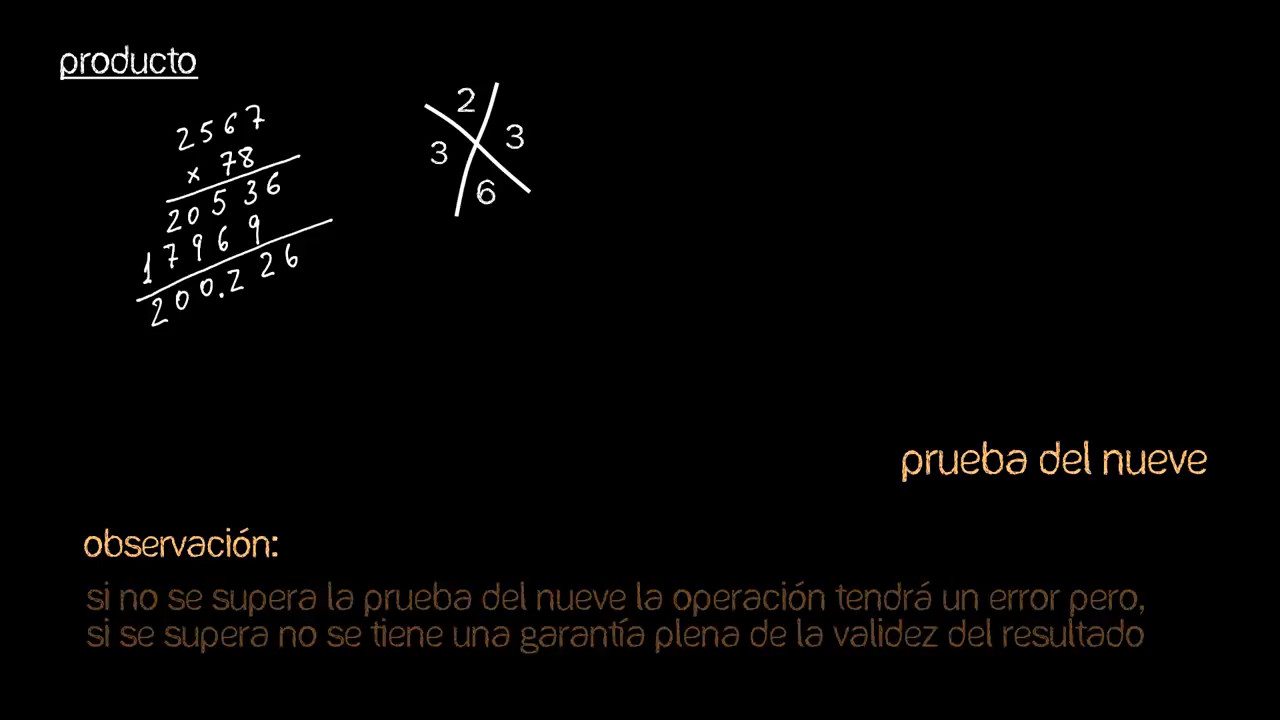 producto
2567
x 78
20536
17969
200.226
2
3 3
6
prueba del nueve
observación:
si no se supera la prueba del nueve la operación tendrá un error pero,
si se supera no se tiene una garantía plena de la validez del resultado